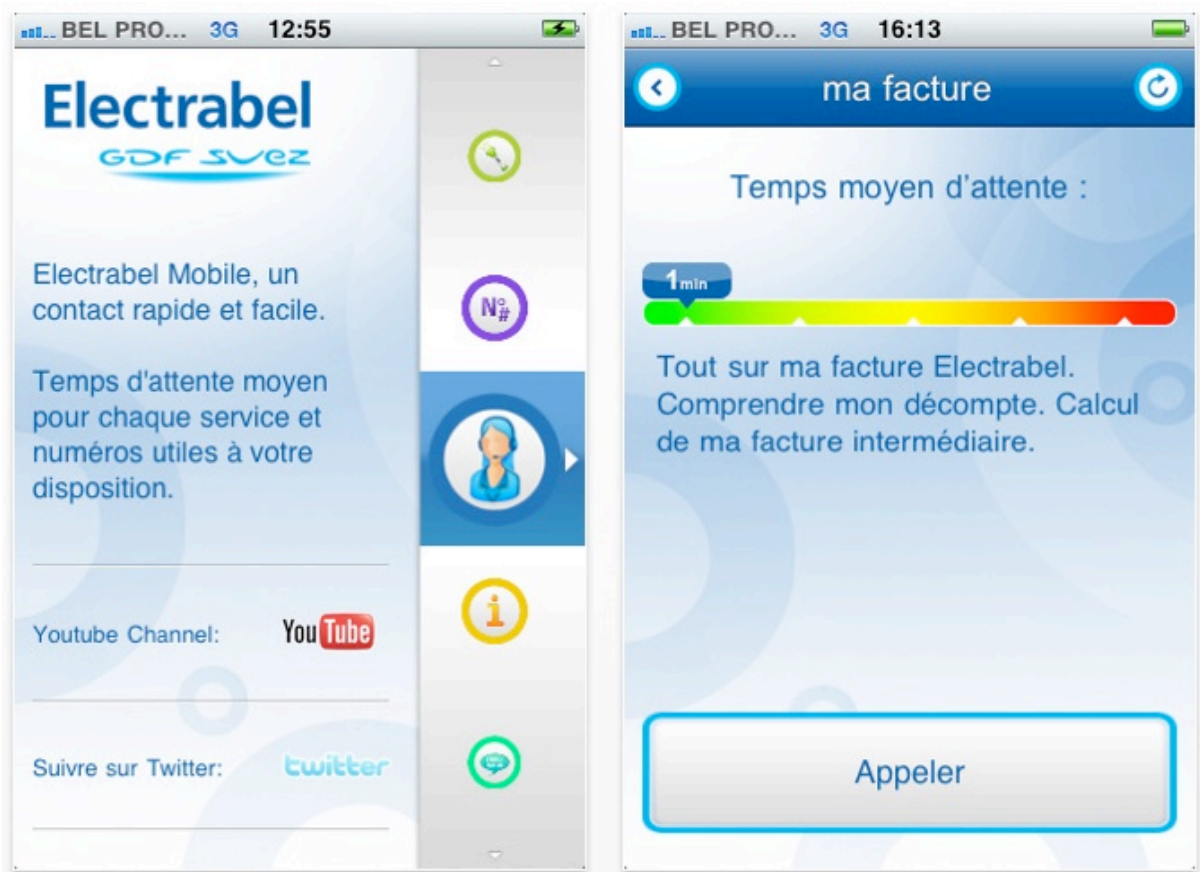 BEL PRO... 3G 12:55
Electrabel
GDF SUEZ
Electrabel Mobile, un
contact rapide et facile.
Temps d'attente moyen
pour chaque service et
numéros utiles à votre
disposition.
Youtube Channel: YouTube
Suivre sur Twitter: twitter
N°#
i
BEL PRO... 3G 16:13
ma facture
Temps moyen d'attente :
1min
Tout sur ma facture Electrabel.
Comprendre mon décompte. Calcul
de ma facture intermédiaire.
Appeler